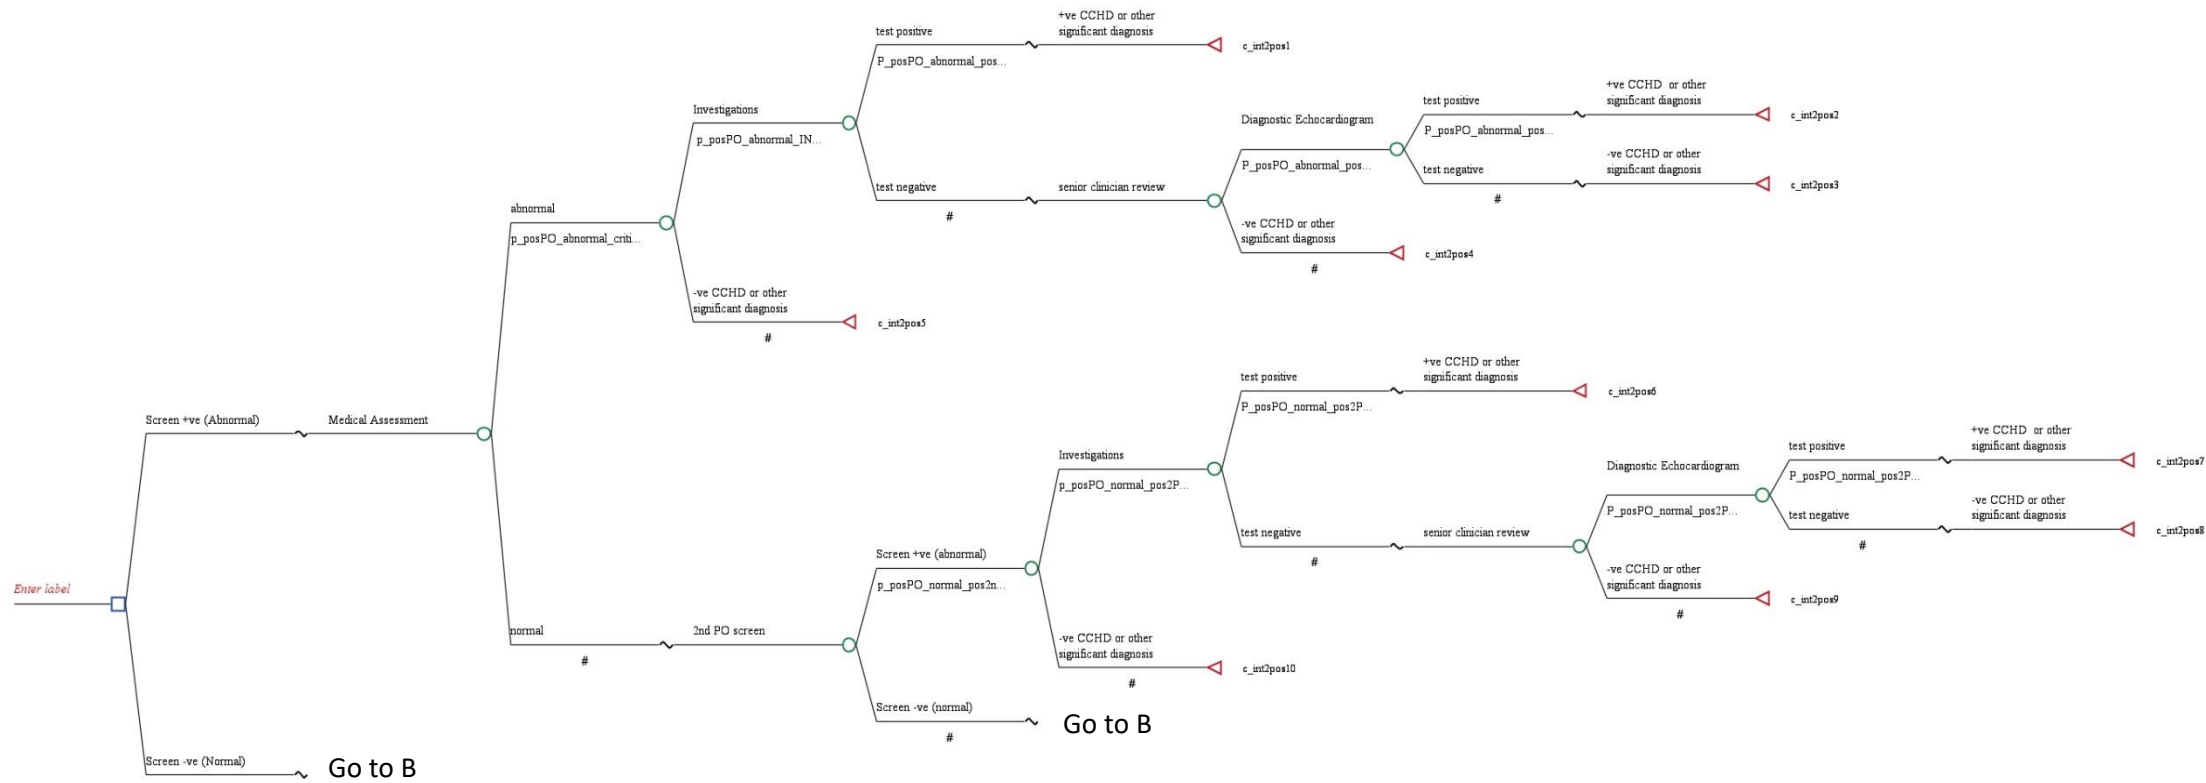 +ve CCHD or other
significant diagnosis
test positive
c_int2pos1
P_posPO_abnormal_pos...
+ve CCHD  or other
significant diagnosis
test positive
c_int2pos2
Investigations
Diagnostic Echocardiogram
P_posPO_abnormal_pos...
p_posPO_abnormal_IN...
-ve CCHD or other
significant diagnosis
P_posPO_abnormal_pos...
test negative
c_int2pos3
test negative
senior clinician review
#
#
abnormal
-ve CCHD or other
significant diagnosis
p_posPO_abnormal_criti...
c_int2pos4
#
-ve CCHD or other
significant diagnosis
c_int2pos5
#
+ve CCHD or other
significant diagnosis
test positive
c_int2pos6
P_posPO_normal_pos2P...
Screen +ve (Abnormal)
Medical Assessment
+ve CCHD  or other
significant diagnosis
test positive
c_int2pos7
Investigations
Diagnostic Echocardiogram
P_posPO_normal_pos2P...
p_posPO_normal_pos2P...
-ve CCHD or other
significant diagnosis
P_posPO_normal_pos2P...
test negative
c_int2pos8
test negative
senior clinician review
#
#
Screen +ve (abnormal)
-ve CCHD or other
significant diagnosis
p_posPO_normal_pos2n...
Enter label
c_int2pos9
#
normal
2nd PO screen
-ve CCHD or other
significant diagnosis
#
c_int2pos10
#
Screen -ve (normal)
Go to B
#
Screen -ve (Normal)
Go to B